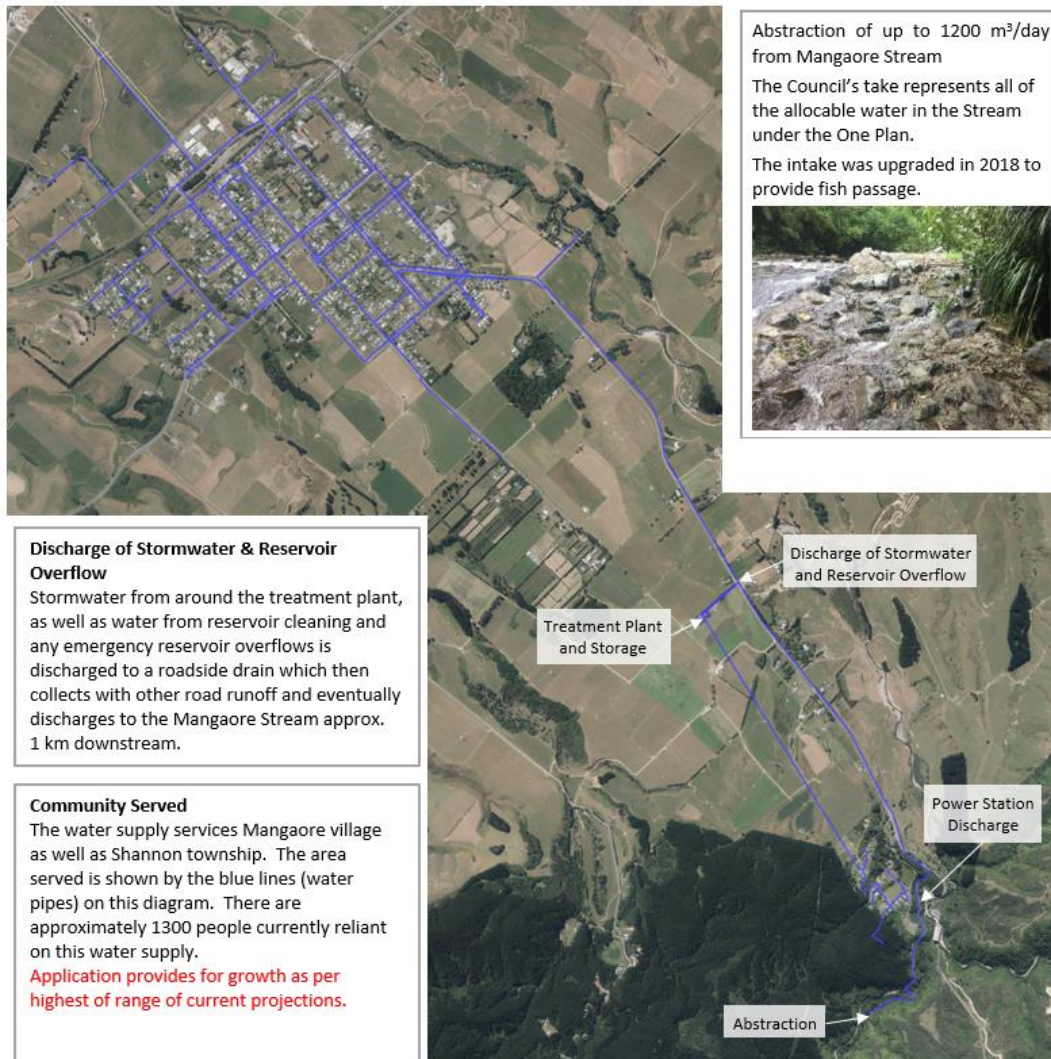 Abstraction of up to 1200 m³/day
from Mangaore Stream
The Council's take represents all of
the allocable water in the Stream
under the One Plan.
The intake was upgraded in 2018 to
provide fish passage.
Discharge of Stormwater & Reservoir
Overflow
Stormwater from around the treatment plant,
as well as water from reservoir cleaning and
any emergency reservoir overflows is
discharged to a roadside drain which then
collects with other road runoff and eventually
discharges to the Mangaore Stream approx.
1 km downstream.
Discharge of Stormwater
and Reservoir Overflow
Treatment Plant
and Storage
Community Served
The water supply services Mangaore village
as well as Shannon township. The area
served is shown by the blue lines (water
pipes) on this diagram. There are
approximately 1300 people currently reliant
on this water supply.
Application provides for growth as per
highest of range of current projections.
Power Station
Discharge
Abstraction